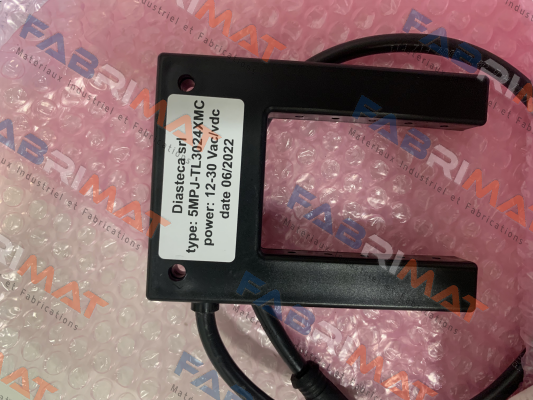 Diasteca srl
type: 5MPJ-TL3024XMC
power: 12-30 Vac/vdc
date 06/2022
FABRIMAT
Matériaux Industriel et Fabrications